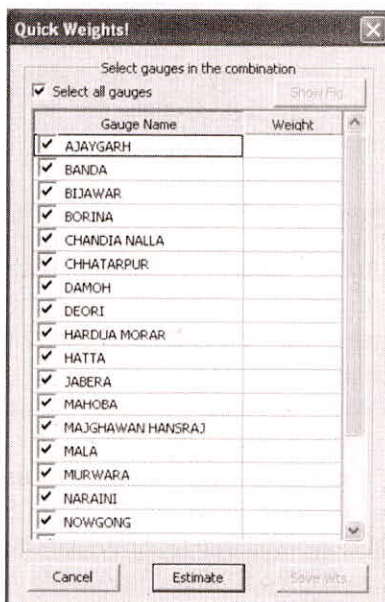 Quick Weights!
Select gauges in the combination
Select all gauges
Show Fig
Gauge Name Weight
AJAYGARH
BANDA
BIJAWAR
BORINA
CHANDIA NALLA
CHHATARPUR
DAMOH
DEORI
HARDUA MORAR
HATTA
JABERA
MAHOBA
MAJGHAWAN HANSRAJ
MALA
MURWARA
NARAINI
NOWGONG
Cancel Estimate Save Wts